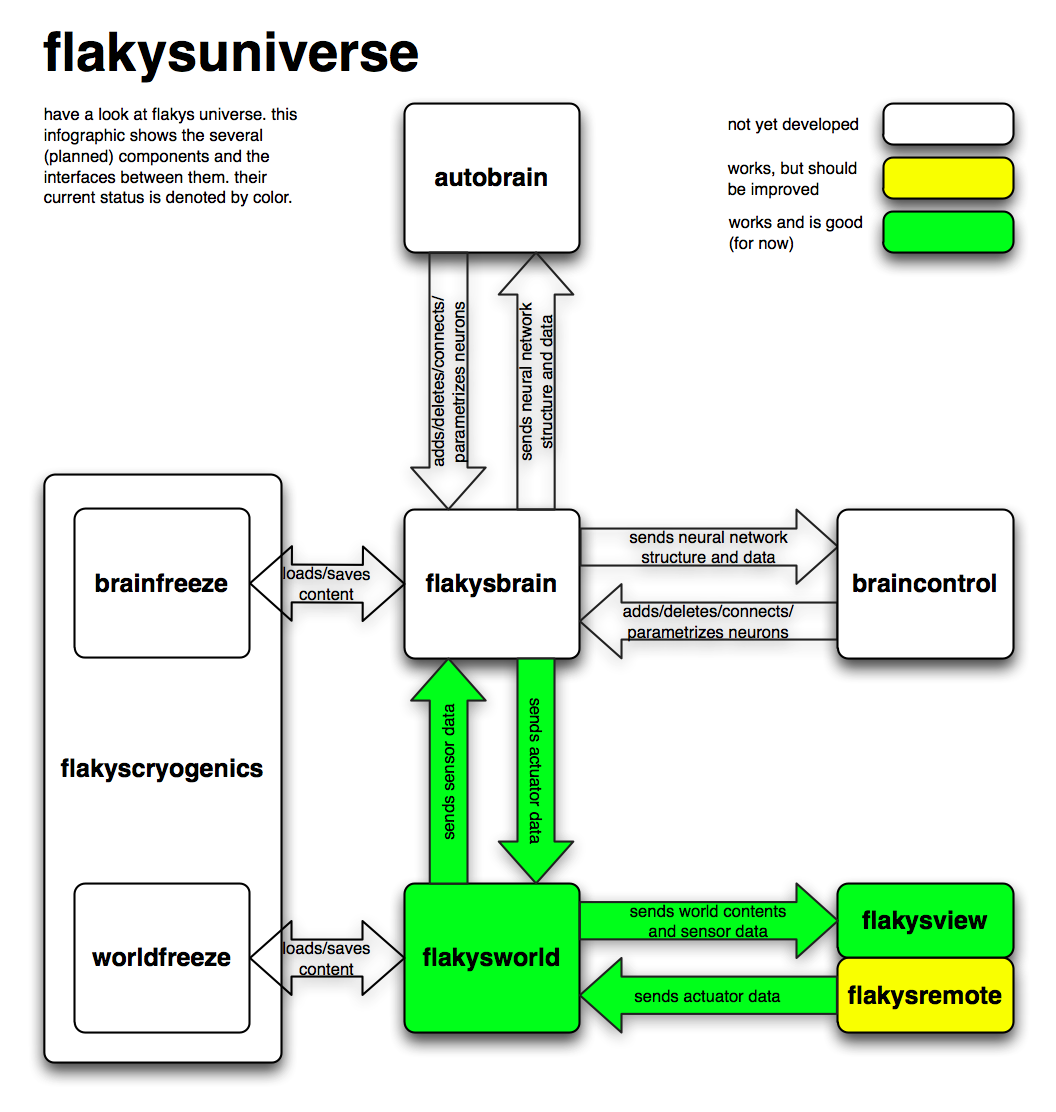 flakysuniverse
have a look at flakys universe. this
infographic shows the several
(planned) components and the
interfaces between them. their
current status is denoted by color.
not yet developed
works, but should
be improved
works and is good
(for now)
autobrain
adds/deletes/connects/
parametrizes neurons
sends neural network
structure and data
brainfreeze
loads/saves
content
flakysbrain
sends neural network
structure and data
adds/deletes/connects/
parametrizes neurons
braincontrol
flakyscryogenics
sends sensor data
sends actuator data
worldfreeze
loads/saves
content
flakysworld
sends world contents
and sensor data
sends actuator data
flakysview
flakysremote